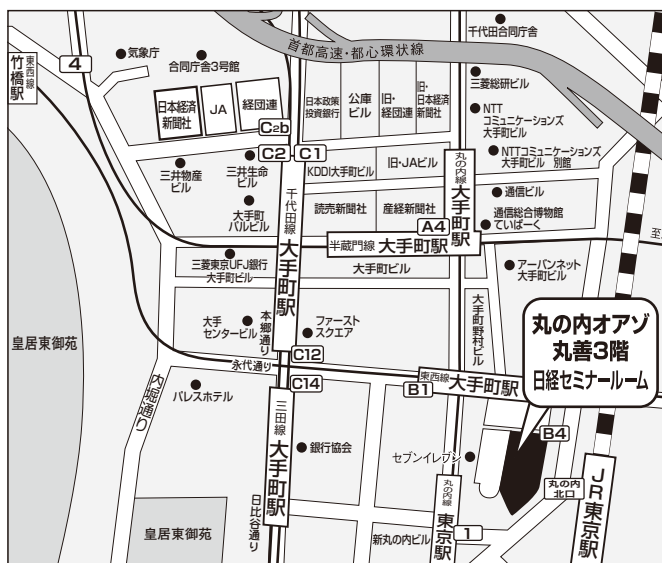 首都高速・都心環状線
千代田合同庁舎
東西線
竹橋駅
4
気象庁
合同庁舎3号館
三菱総研ビル
NTT
コミュニケーションズ
大手町ビル
NTTコミュニケーションズ
大手町ビル 別館
日本経済
新聞社
JA
経団連
日本政策
投資銀行
公庫
ビル
旧・
経団連
旧・
日本経済
新聞社
C2b
C2
C1
三井物産
ビル
三井生命
ビル
KDDI大手町ビル
旧・JAビル
丸の内線
大手町駅
通信ビル
大手町
パルビル
千代田線
大手町駅
読売新聞社
産経新聞社
A4
通信総合博物館
ていぱーく
半蔵門線 大手町駅
至
三菱東京UFJ銀行
大手町ビル
大手町ビル
アーバンネット
大手町ビル
大手
センタービル
本郷通り
ファースト
スクエア
大手町野村ビル
丸の内オアゾ
丸善3階
日経セミナールーム
皇居東御苑
内堀通り
永代通り
C12
C14
東西線 大手町駅
B1
パレスホテル
三田線
大手町駅
銀行協会
セブンイレブン
B4
丸の内
北口
JR東京駅
皇居東御苑
日比谷通り
新丸の内ビル
丸の内線
東京駅
1